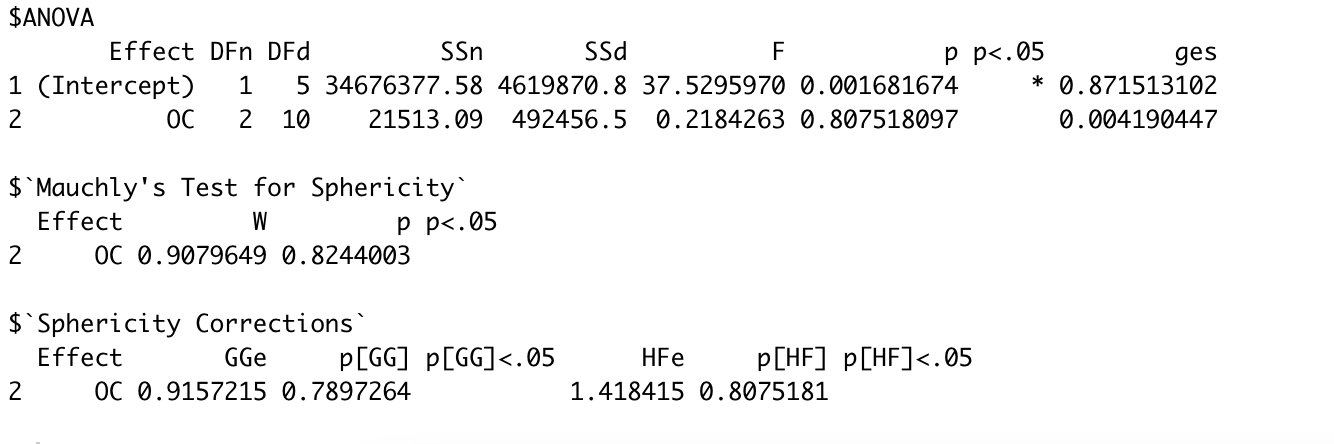 $ANOVA
       Effect DFn DFd         SSn       SSd          F           p p<.05         ges
1 (Intercept)   1   5 34676377.58 4619870.8 37.5295970 0.001681674     * 0.871513102
2          OC   2  10    21513.09  492456.5  0.2184263 0.807518097       0.004190447
$`Mauchly's Test for Sphericity`
  Effect         W         p p<.05
2     OC 0.9079649 0.8244003
$`Sphericity Corrections`
  Effect       GGe     p[GG] p[GG]<.05      HFe     p[HF] p[HF]<.05
2     OC 0.9157215 0.7897264           1.418415 0.8075181